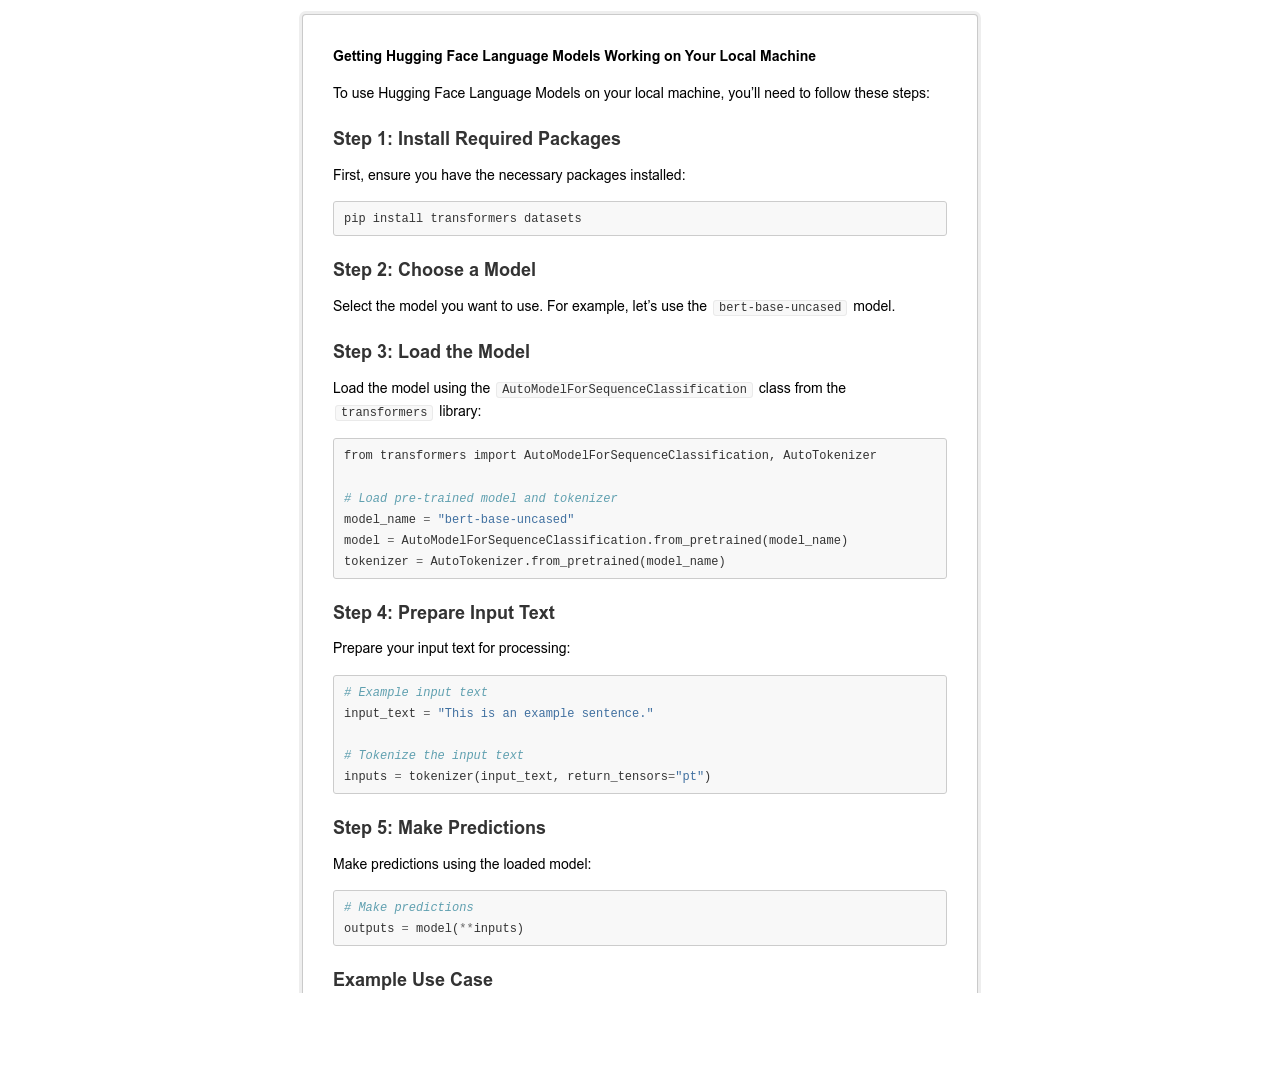 Getting Hugging Face Language Models Working on Your Local Machine
To use Hugging Face Language Models on your local machine, you’ll need to follow these steps:
Step 1: Install Required Packages
First, ensure you have the necessary packages installed:
pip install transformers datasets
Step 2: Choose a Model
Select the model you want to use. For example, let’s use the bert-base-uncased model.
Step 3: Load the Model
Load the model using the AutoModelForSequenceClassification class from the
transformers library:
from transformers import AutoModelForSequenceClassification, AutoTokenizer
# Load pre-trained model and tokenizer
model_name = "bert-base-uncased"
model = AutoModelForSequenceClassification.from_pretrained(model_name)
tokenizer = AutoTokenizer.from_pretrained(model_name)
Step 4: Prepare Input Text
Prepare your input text for processing:
# Example input text
input_text = "This is an example sentence."
# Tokenize the input text
inputs = tokenizer(input_text, return_tensors="pt")
Step 5: Make Predictions
Make predictions using the loaded model:
# Make predictions
outputs = model(**inputs)
Example Use Case